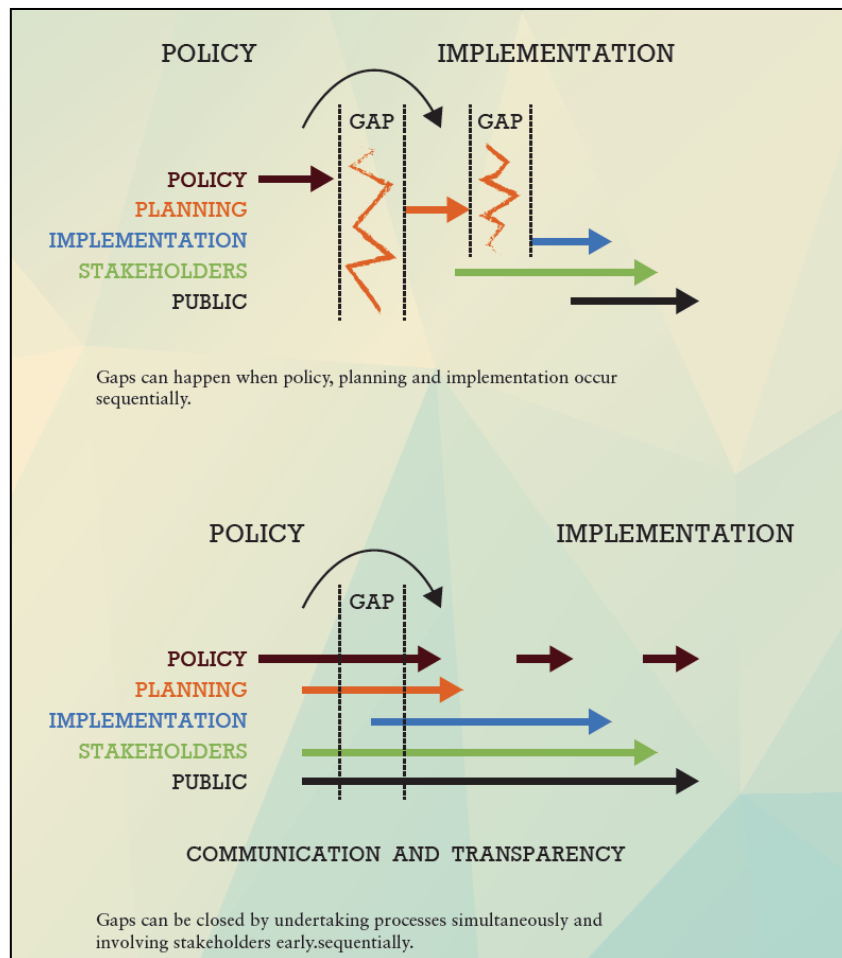 POLICY IMPLEMENTATION
GAP GAP
POLICY
PLANNING
IMPLEMENTATION
STAKEHOLDERS
PUBLIC
Gaps can happen when policy, planning and implementation occur
sequentially.
POLICY IMPLEMENTATION
GAP
POLICY
PLANNING
IMPLEMENTATION
STAKEHOLDERS
PUBLIC
COMMUNICATION AND TRANSPARENCY
Gaps can be closed by undertaking processes simultaneously and
involving stakeholders early.sequentially.